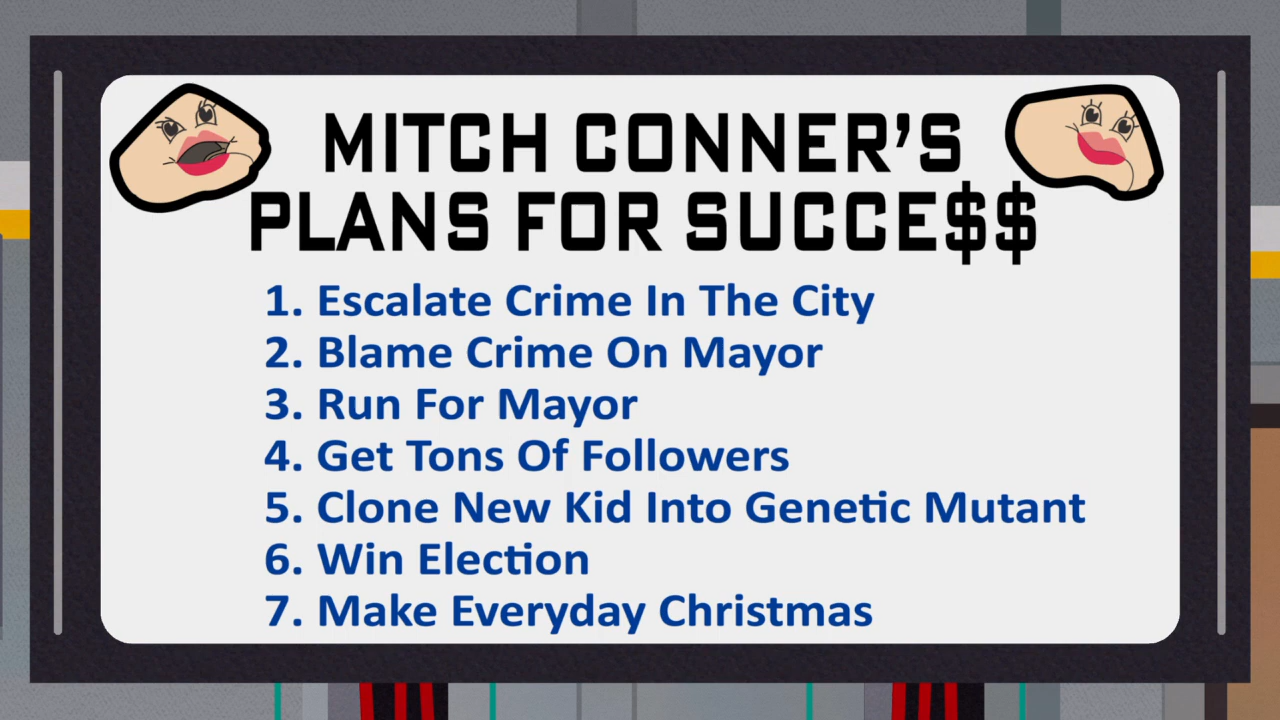 MITCH CONNER'S
PLANS FOR SUCCE$$
1. Escalate Crime In The City
2. Blame Crime On Mayor
3. Run For Mayor
4. Get Tons Of Followers
5. Clone New Kid Into Genetic Mutant
6. Win Election
7. Make Everyday Christmas